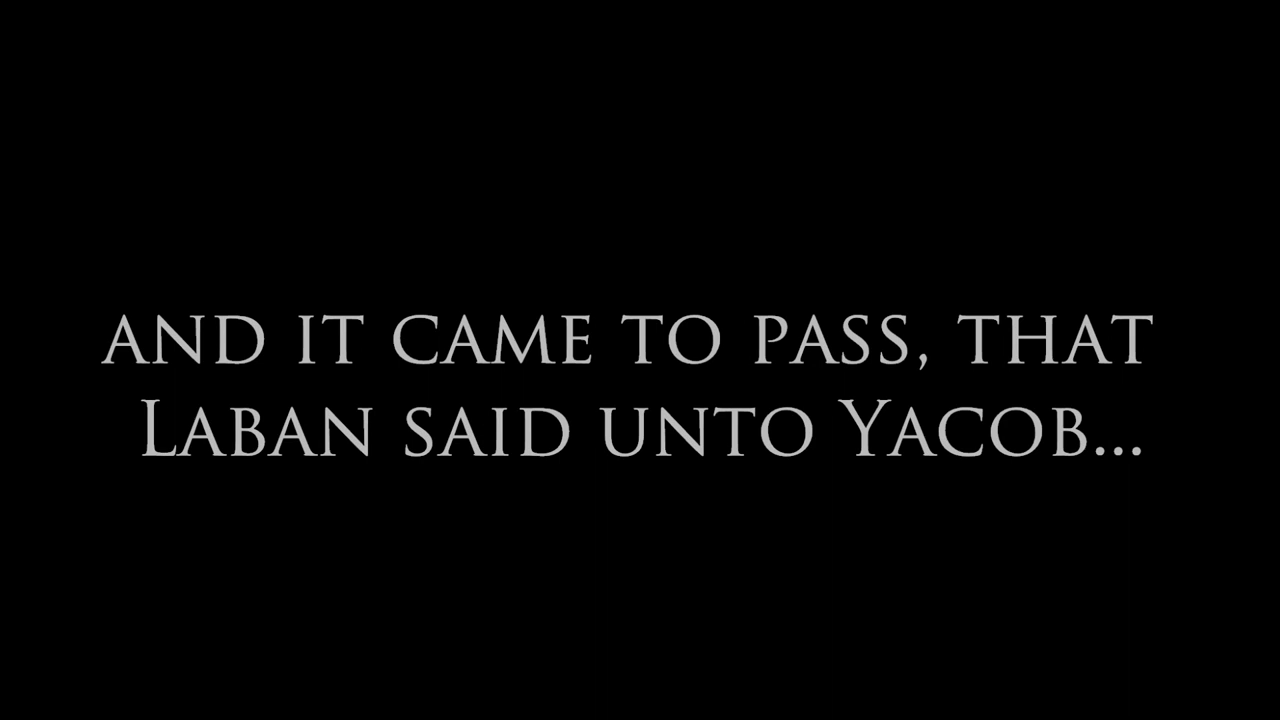 and it came to pass, that
Laban said unto Yacob...